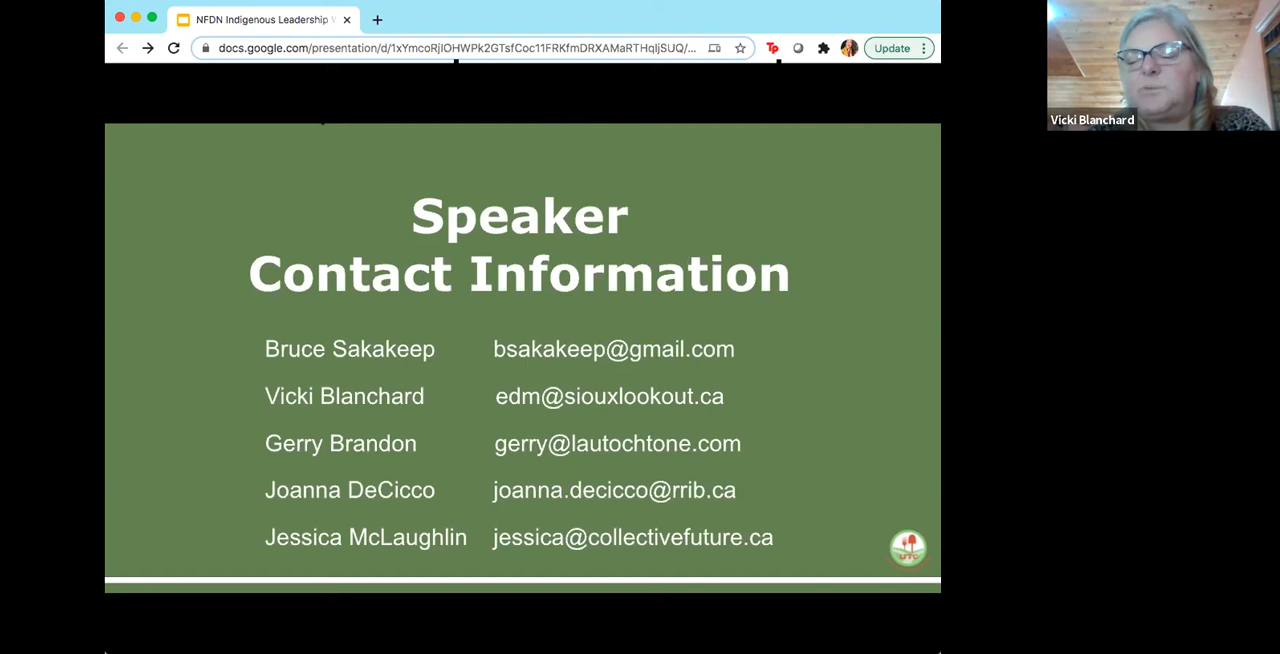 NFDN Indigenous Leadership
docs.google.com/presentation/d/1xYmcoRjIOHWPk2GTsfCoc11FRKfmDRXAMaRTHqIjSUQ/...
Update
Vicki Blanchard
Speaker
Contact Information
Bruce Sakakeep bsakakeep@gmail.com
Vicki Blanchard edm@siouxlookout.ca
Gerry Brandon gerry@lautochtone.com
Joanna DeCicco joanna.decicco@rrib.ca
Jessica McLaughlin jessica@collectivefuture.ca